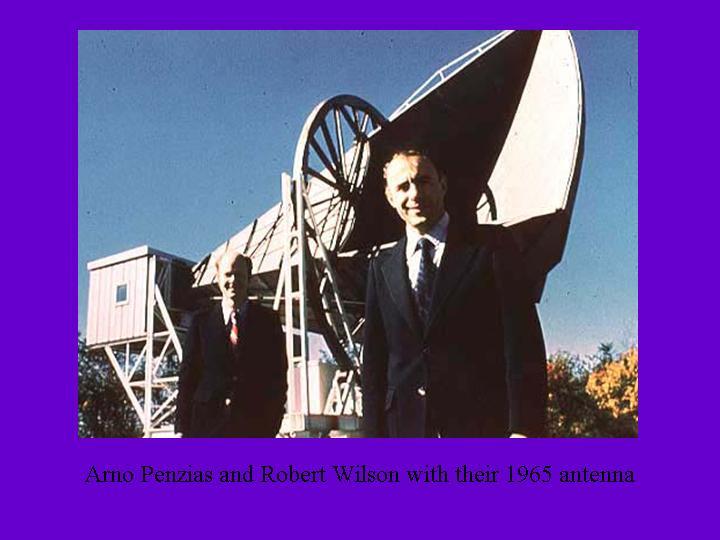 Arno Penzias and Robert Wilson with their 1965 antenna